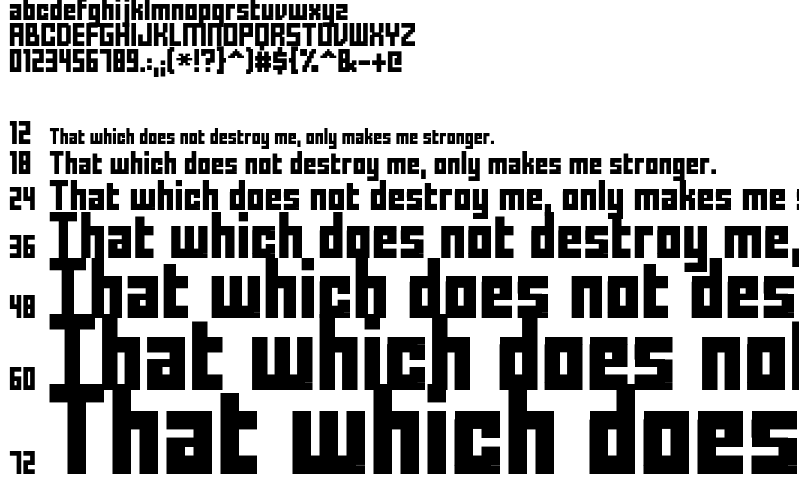 abcdefghijklmnopqrstuvwxyz
ABCDEFGHIJKLMNOPQRSTUVWXYZ
0123456789.:,;(*!?}^)#${%^&-+@
12 That which does not destroy me, only makes me stronger.
18 That which does not destroy me, only makes me stronger.
24 That which does not destroy me, only makes me s
36 That which does not destroy me,
48 That which does not des
60 That which does not
72 That which does